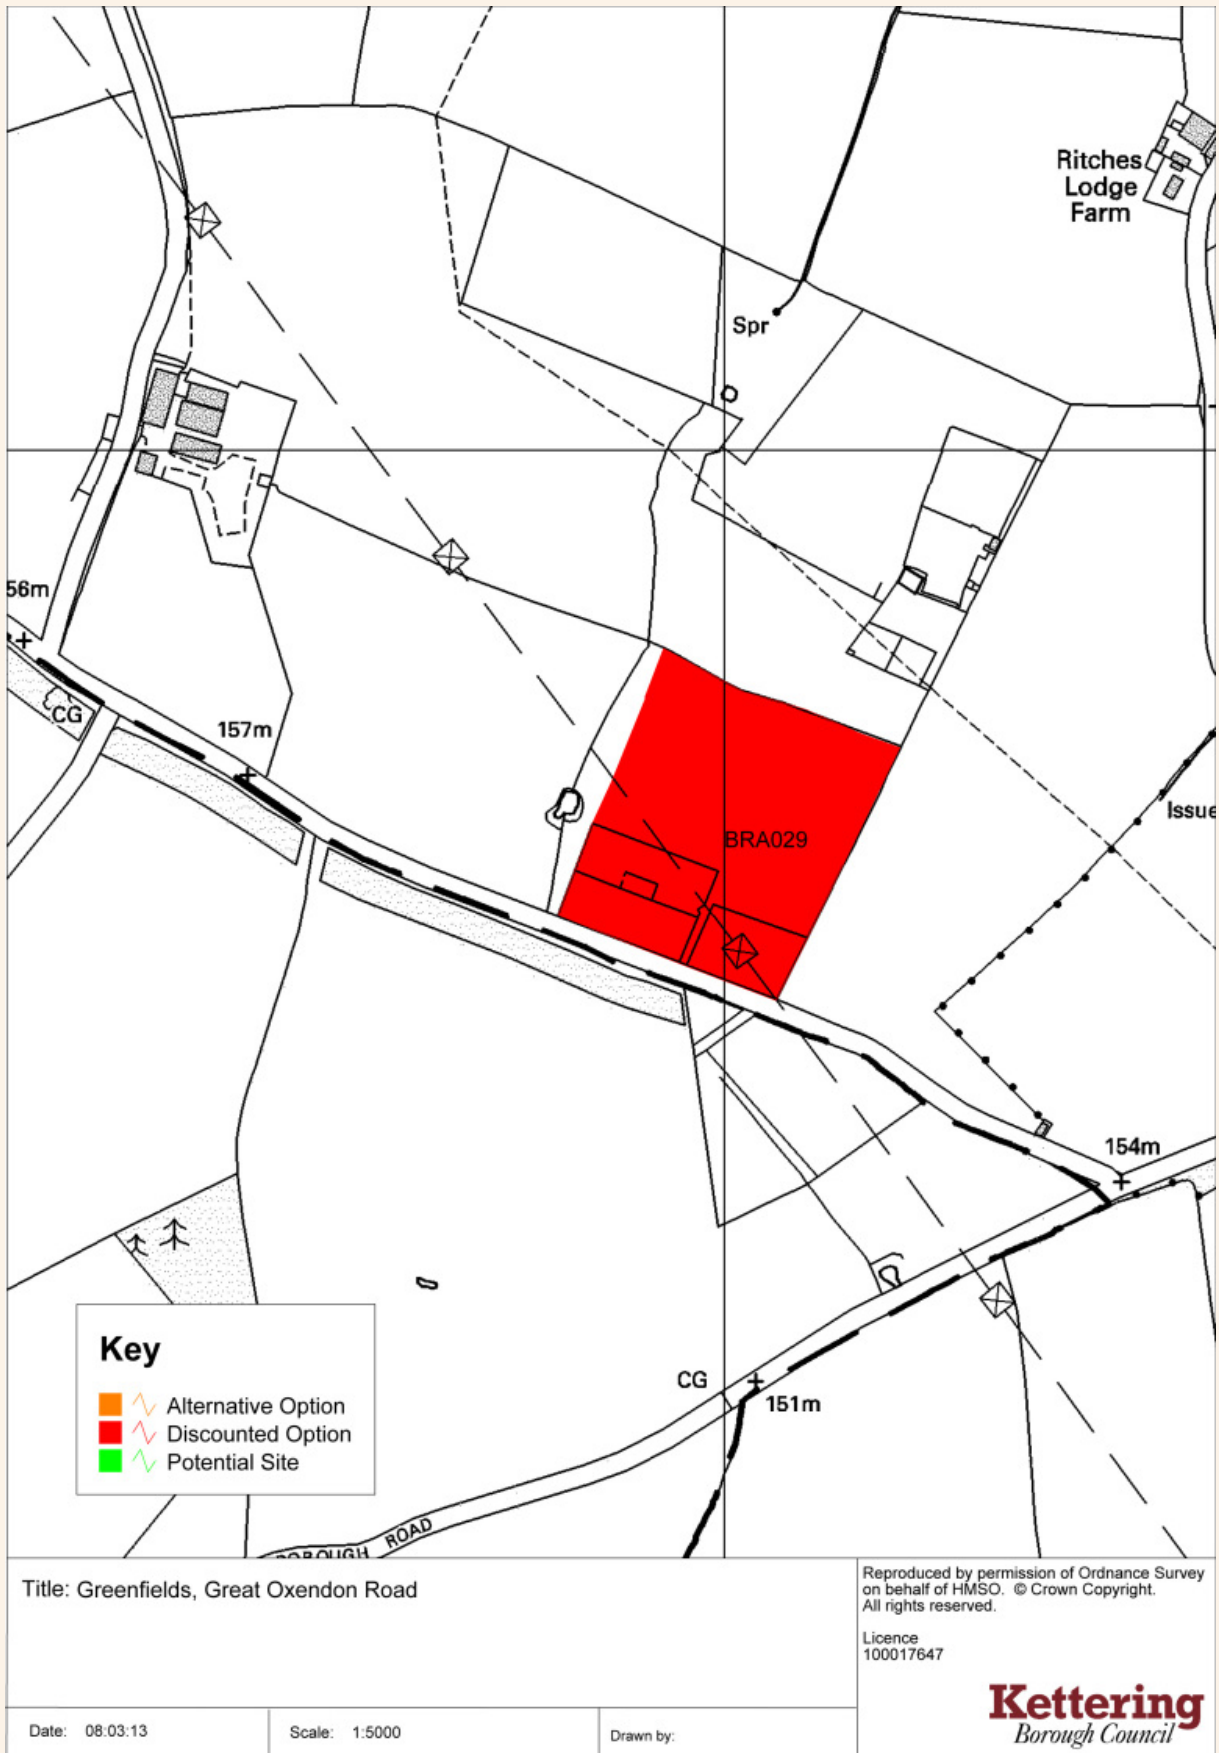 Ritches
Lodge
Farm
Spr
56m
CG
157m
BRA029
Issue
154m
CG
151m
Key
Alternative Option
Discounted Option
Potential Site
OROUGH ROAD
Title: Greenfields, Great Oxendon Road
Reproduced by permission of Ordnance Survey
on behalf of HMSO. © Crown Copyright.
All rights reserved.
Licence
100017647
Kettering
Borough Council
Date: 08:03:13
Scale: 1:5000
Drawn by: